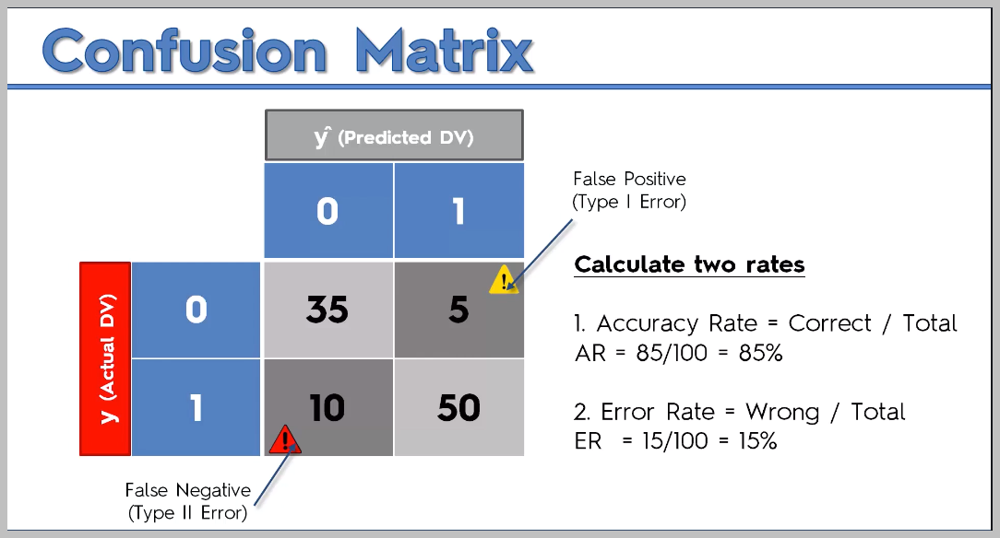 Confusion Matrix
ŷ (Predicted DV)
0 1
False Positive
(Type I Error)
y (Actual DV)
0 35 5
1 10 50
False Negative
(Type II Error)
Calculate two rates
1. Accuracy Rate = Correct / Total
AR = 85/100 = 85%
2. Error Rate = Wrong / Total
ER = 15/100 = 15%